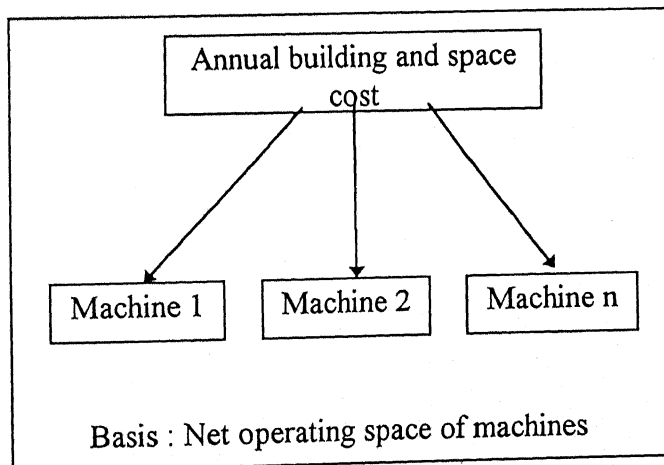 Annual building and space
cost
Machine 1
Machine 2
Machine n
Basis : Net operating space of machines